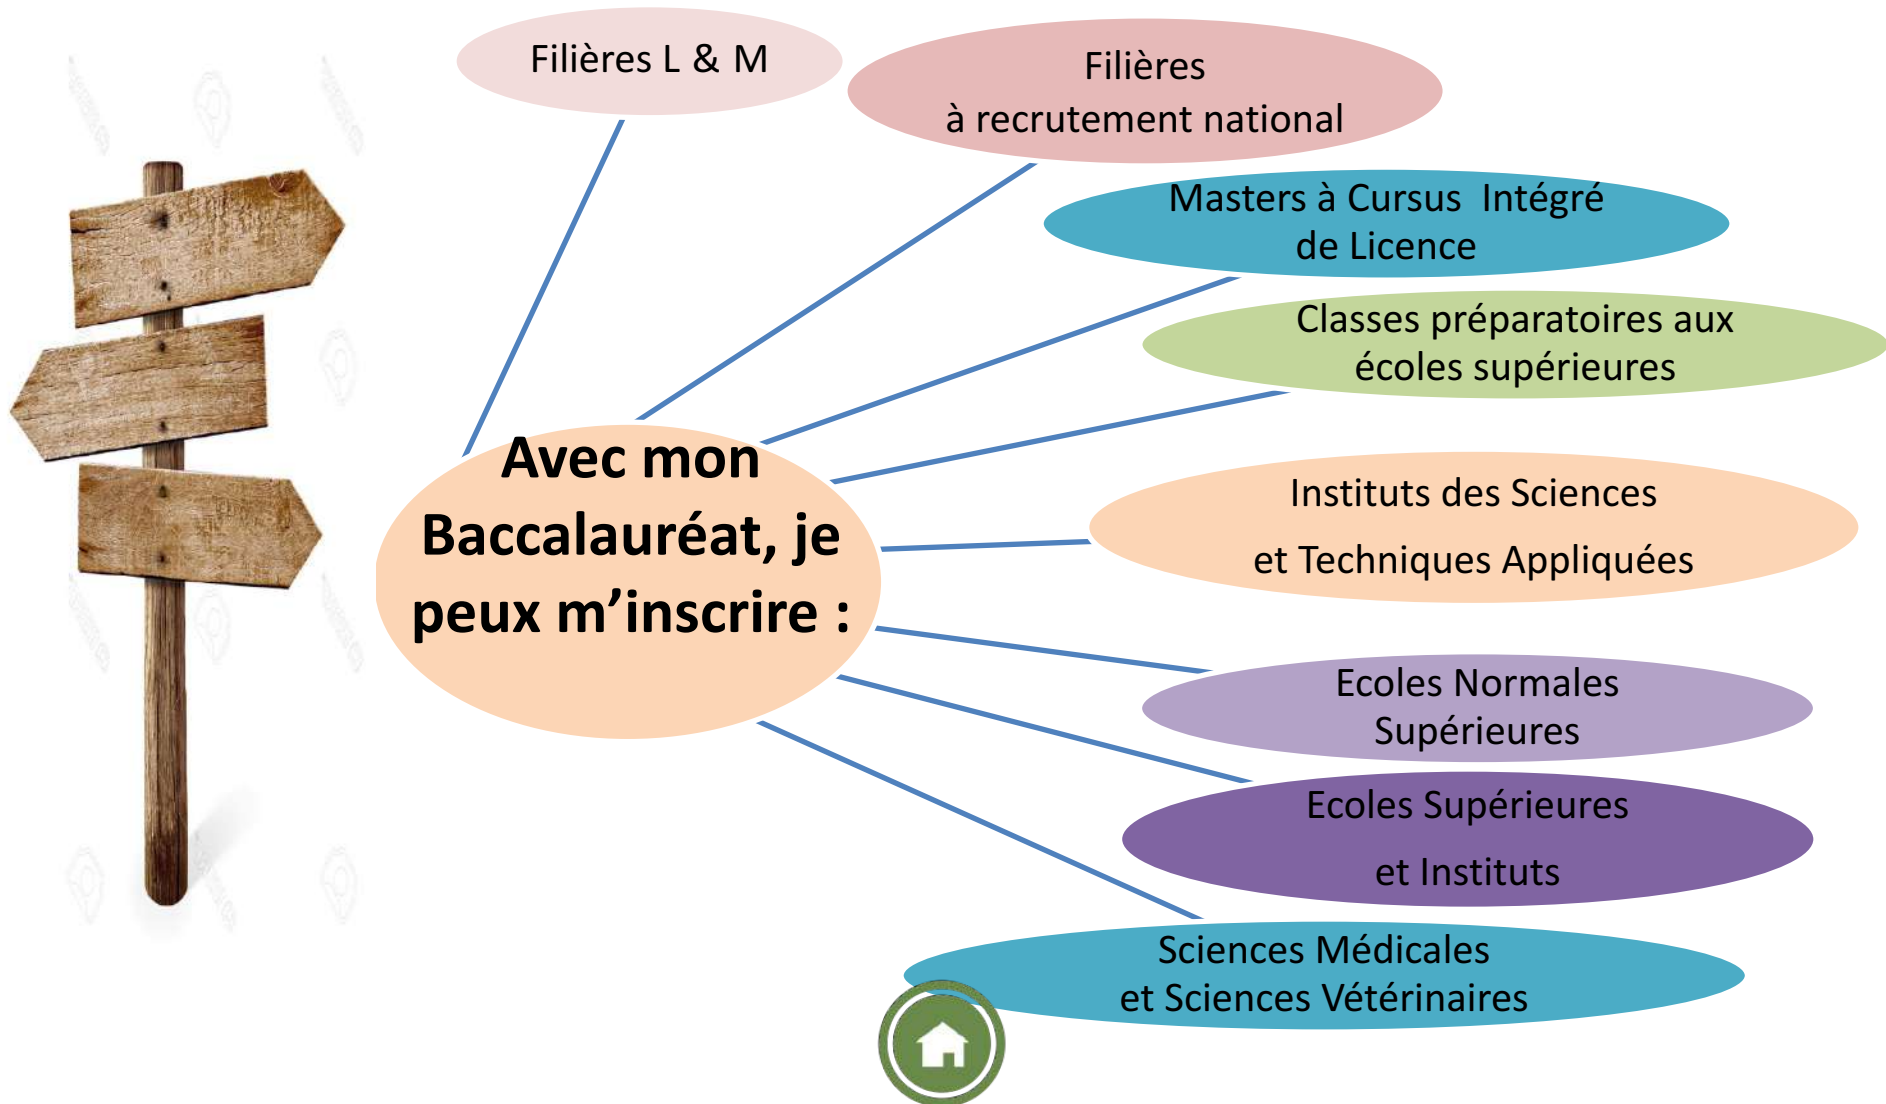 Filières L & M
Filières
à recrutement national
Masters à Cursus Intégré
de Licence
Classes préparatoires aux
écoles supérieures
Avec mon
Baccalauréat, je
peux m’inscrire :
Instituts des Sciences
et Techniques Appliquées
Ecoles Normales
Supérieures
Ecoles Supérieures
et Instituts
Sciences Médicales
et Sciences Vétérinaires